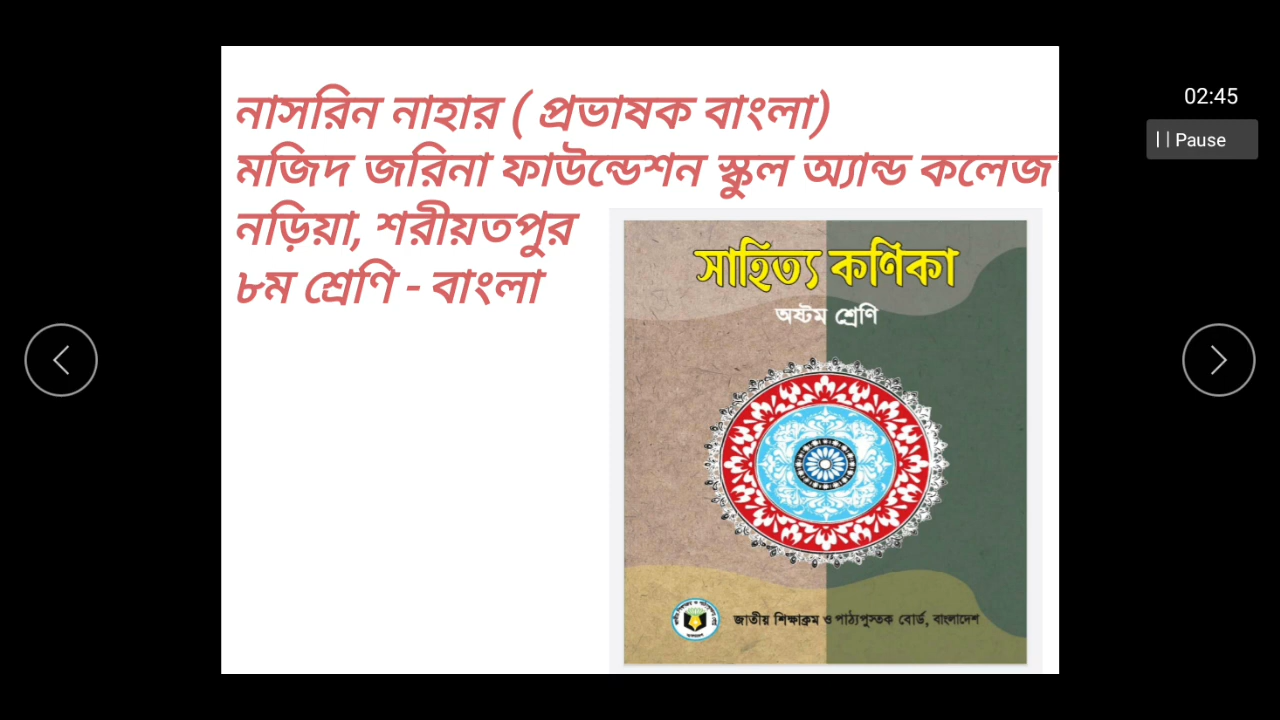 নাসরিন নাহার ( প্রভাষক বাংলা)
মজিদ জরিনা ফাউন্ডেশন স্কুল অ্যান্ড কলেজ
নড়িয়া, শরীয়তপুর
৮ম শ্রেণি - বাংলা
সাহিত্য কণিকা
অষ্টম শ্রেণি
জাতীয় শিক্ষাক্রম ও পাঠ্যপুস্তক বোর্ড, বাংলাদেশ
02:45
Pause